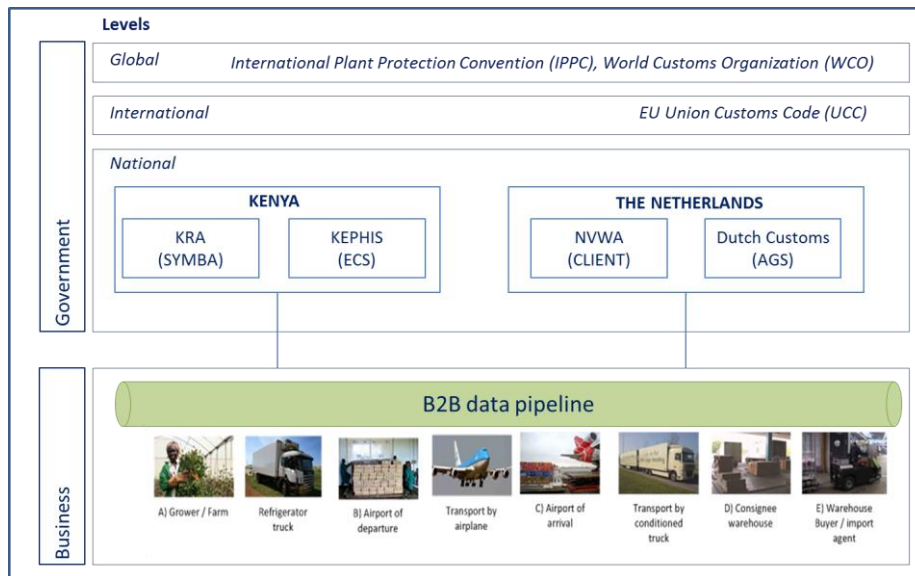 Levels
Global
International Plant Protection Convention (IPPC), World Customs Organization (WCO)
International
EU Union Customs Code (UCC)
National
KENYA
KRA
(SYMBA)
KEPHIS
(ECS)
THE NETHERLANDS
NVWA
(CLIENT)
Dutch Customs
(AGS)
Government
Business
B2B data pipeline
A) Grower / Farm
Refrigerator
truck
B) Airport of
departure
Transport by
airplane
C) Airport of
arrival
Transport by
conditioned
truck
D) Consignee
warehouse
E) Warehouse
Buyer / import
agent